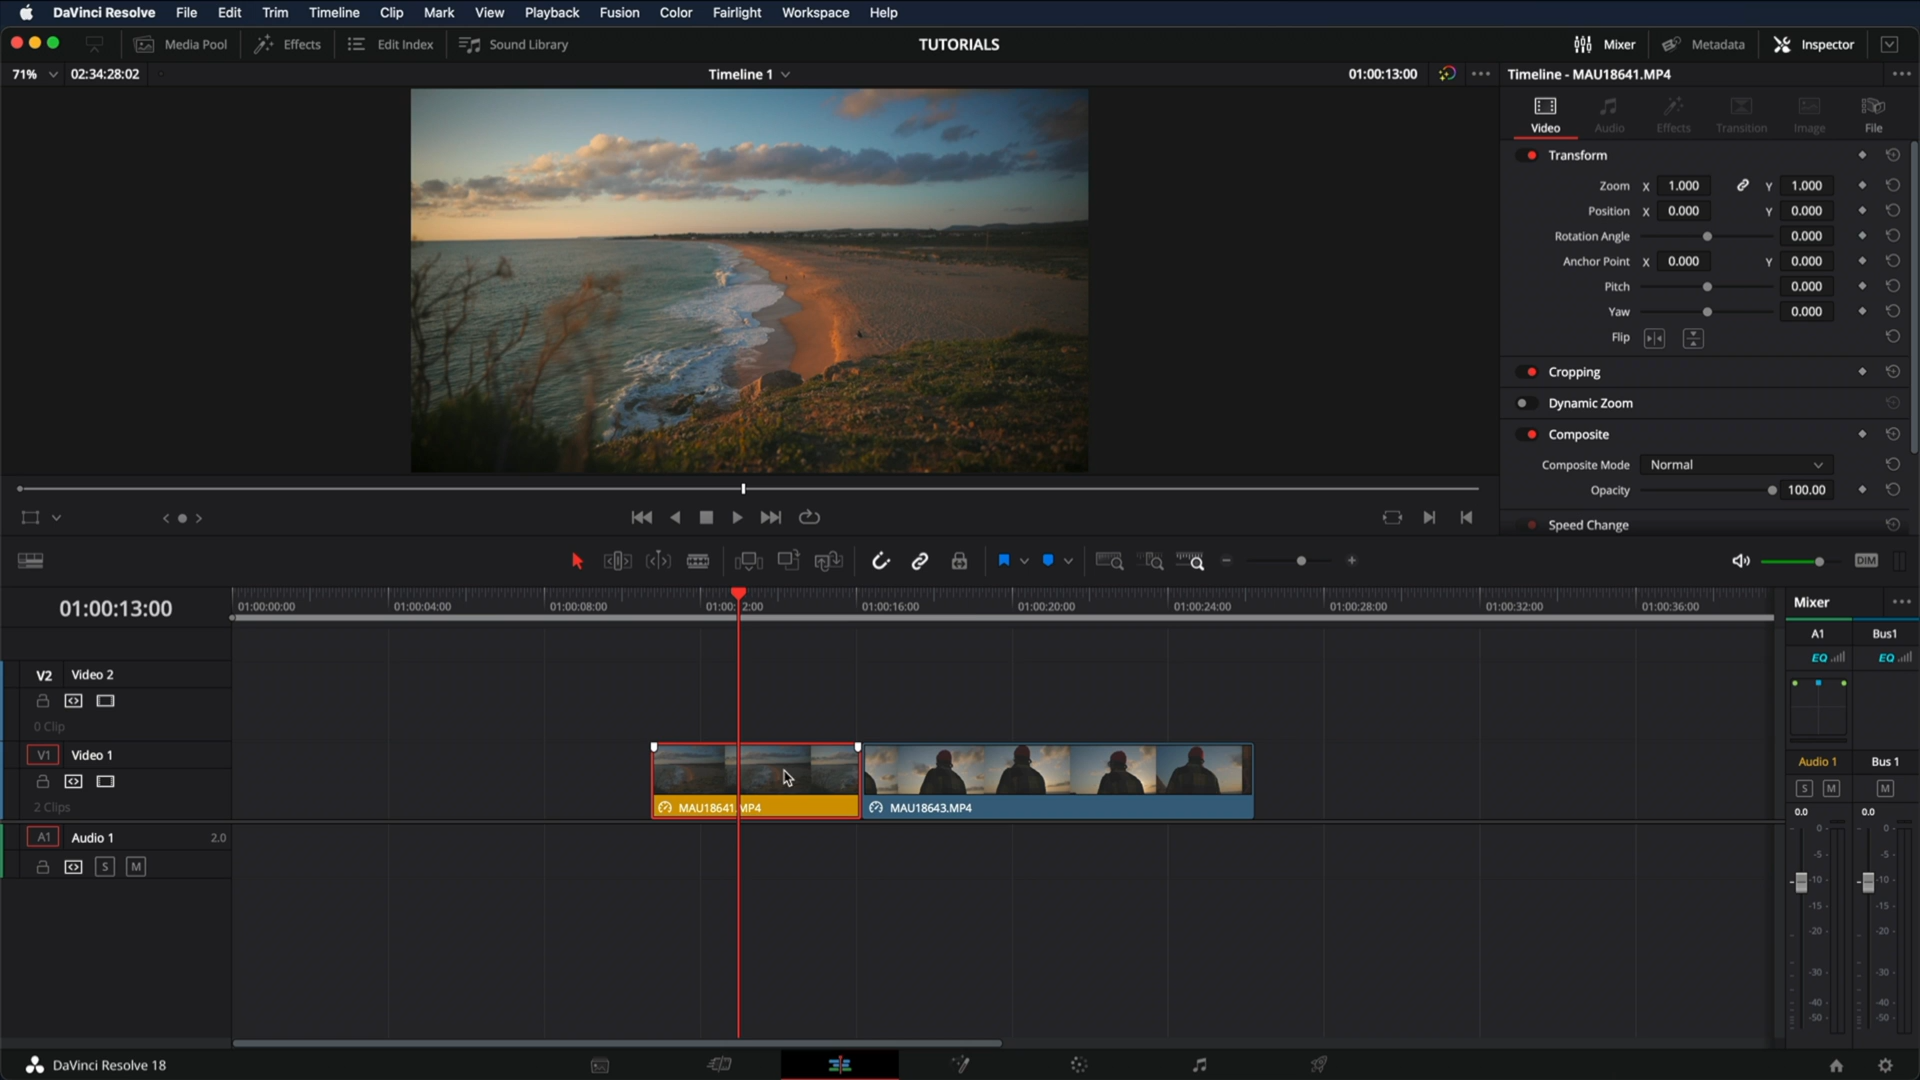 DaVinci Resolve File Edit Trim Timeline Clip Mark View Playback Fusion Color Fairlight Workspace Help
Media Pool Effects Edit Index Sound Library TUTORIALS Mixer Metadata Inspector
71% 02:34:28:02 Timeline 1 01:00:13:00 Timeline - MAU18641.MP4
Video Audio Effects Transition Image File
Transform
Zoom X 1.000 Y 1.000
Position X 0.000 Y 0.000
Rotation Angle 0.000
Anchor Point X 0.000 Y 0.000
Pitch 0.000
Yaw 0.000
Flip
Cropping
Dynamic Zoom
Composite
Composite Mode Normal
Opacity 100.00
Speed Change
DIM
01:00:13:00 01:00:00:00 01:00:04:00 01:00:08:00 01:00:16:00 01:00:20:00 01:00:24:00 01:00:28:00 01:00:32:00 01:00:36:00
Mixer
A1 Bus1
EQ EQ
V2 Video 2
0 Clip
V1 Video 1
2 Clips
MAU18641.MP4 MAU18643.MP4
A1 Audio 1 2.0
S M
Audio 1 Bus 1
S M M
0.0 0.0
0 0
-5 -5
-10 -10
-15 -15
-20 -20
-30 -30
-40 -40
-50 -50
DaVinci Resolve 18